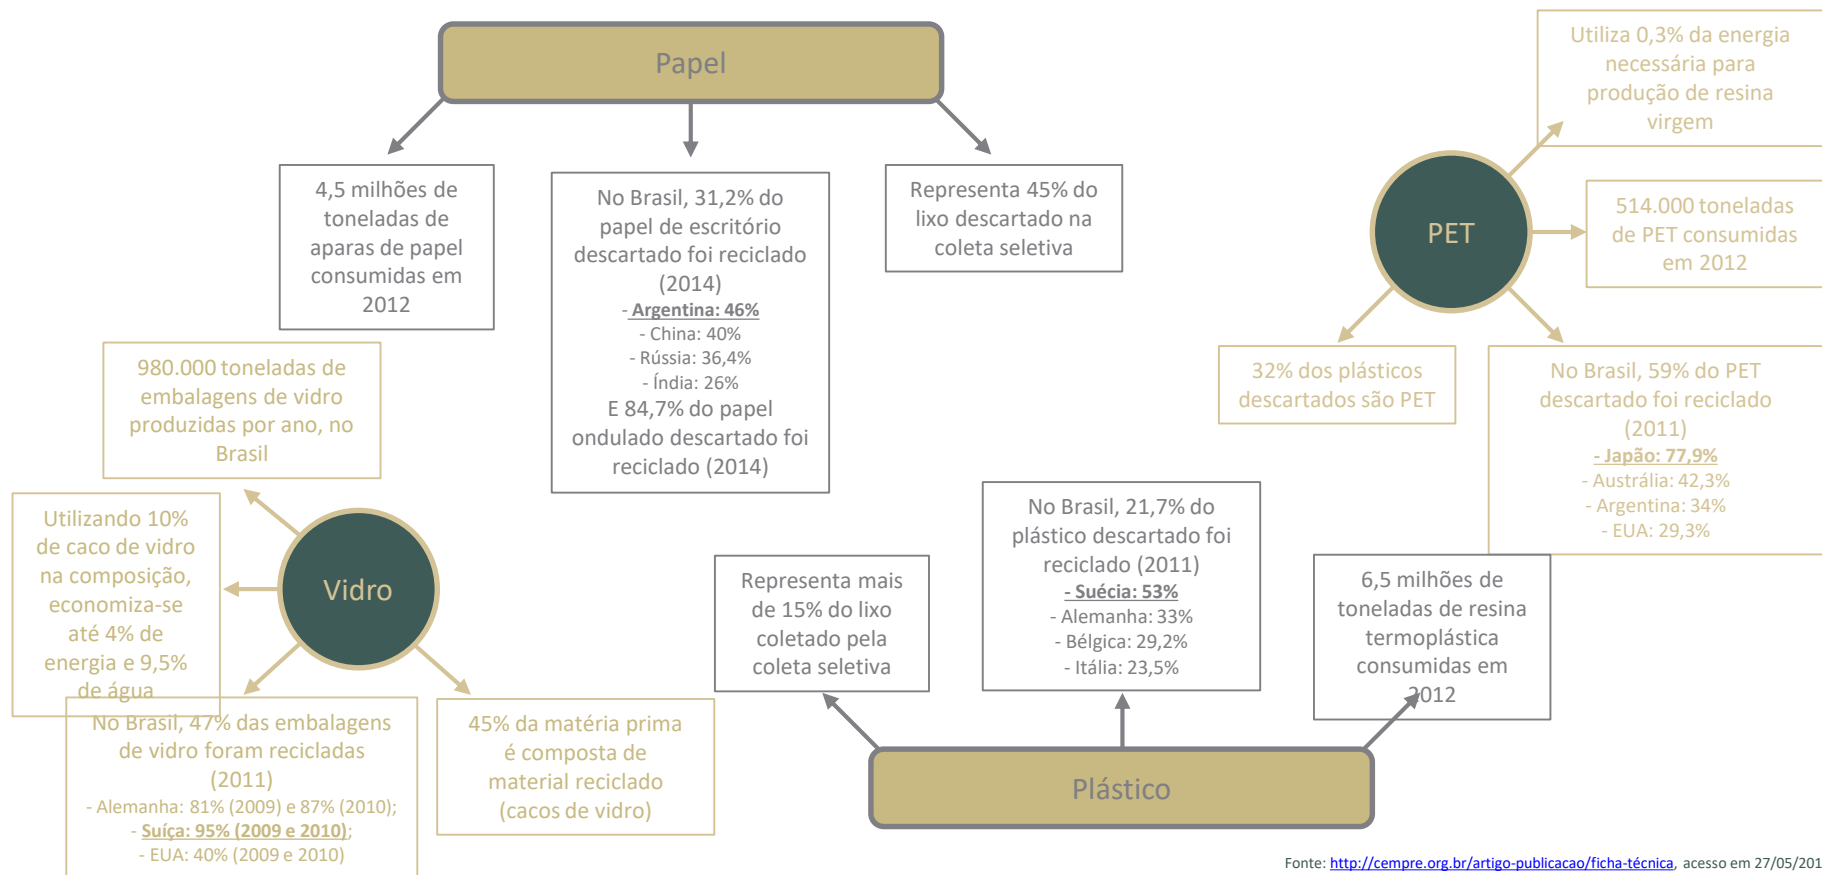 Papel
4,5 milhões de
toneladas de
aparas de papel
consumidas em
2012
No Brasil, 31,2% do
papel de escritório
descartado foi reciclado
(2014)
- Argentina: 46%
- China: 40%
- Rússia: 36,4%
- Índia: 26%
E 84,7% do papel
ondulado descartado foi
reciclado (2014)
Representa 45% do
lixo descartado na
coleta seletiva
PET
Utiliza 0,3% da energia
necessária para
produção de resina
virgem
514.000 toneladas
de PET consumidas
em 2012
32% dos plásticos
descartados são PET
No Brasil, 59% do PET
descartado foi reciclado
(2011)
- Japão: 77,9%
- Austrália: 42,3%
- Argentina: 34%
- EUA: 29,3%
Vidro
980.000 toneladas de
embalagens de vidro
produzidas por ano, no
Brasil
Utilizando 10%
de caco de vidro
na composição,
economiza-se
até 4% de
energia e 9,5%
de água
No Brasil, 47% das embalagens
de vidro foram recicladas
(2011)
- Alemanha: 81% (2009) e 87% (2010);
- Suíça: 95% (2009 e 2010);
- EUA: 40% (2009 e 2010)
45% da matéria prima
é composta de
material reciclado
(cacos de vidro)
Plástico
Representa mais
de 15% do lixo
coletado pela
coleta seletiva
No Brasil, 21,7% do
plástico descartado foi
reciclado (2011)
- Suécia: 53%
- Alemanha: 33%
- Bélgica: 29,2%
- Itália: 23,5%
6,5 milhões de
toneladas de resina
termoplástica
consumidas em
2012
Fonte: http://cempre.org.br/artigo-publicacao/ficha-técnica, acesso em 27/05/201